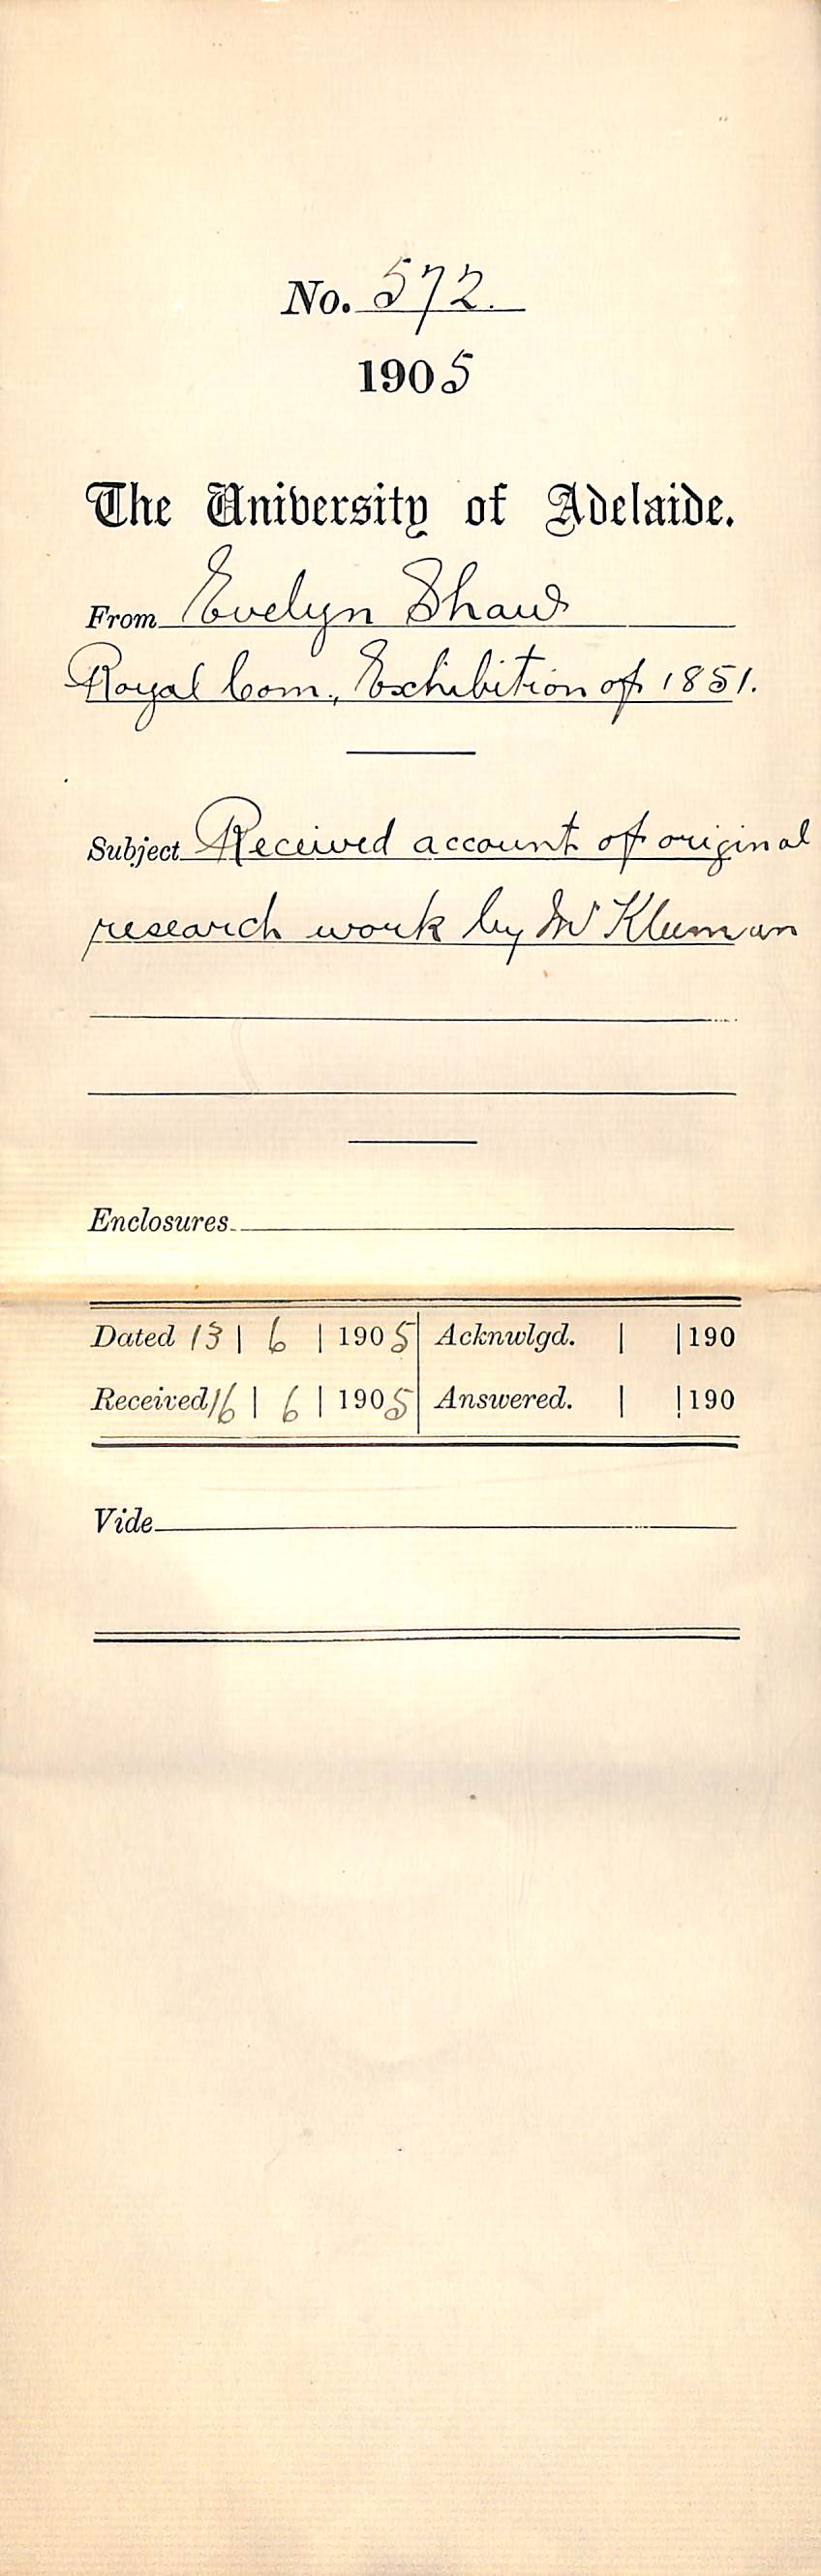 No. 572.
1905
The University of Adelaide.
From Evelyn Shaw
Royal Com., Exhibition of 1851.
Subject Received account of original
research work by Mr Kleeman
Enclosures
Dated 13 | 6 | 1905 Acknwlgd. | | 190
Received 16 | 6 | 1905 Answered. | | 190
Vide